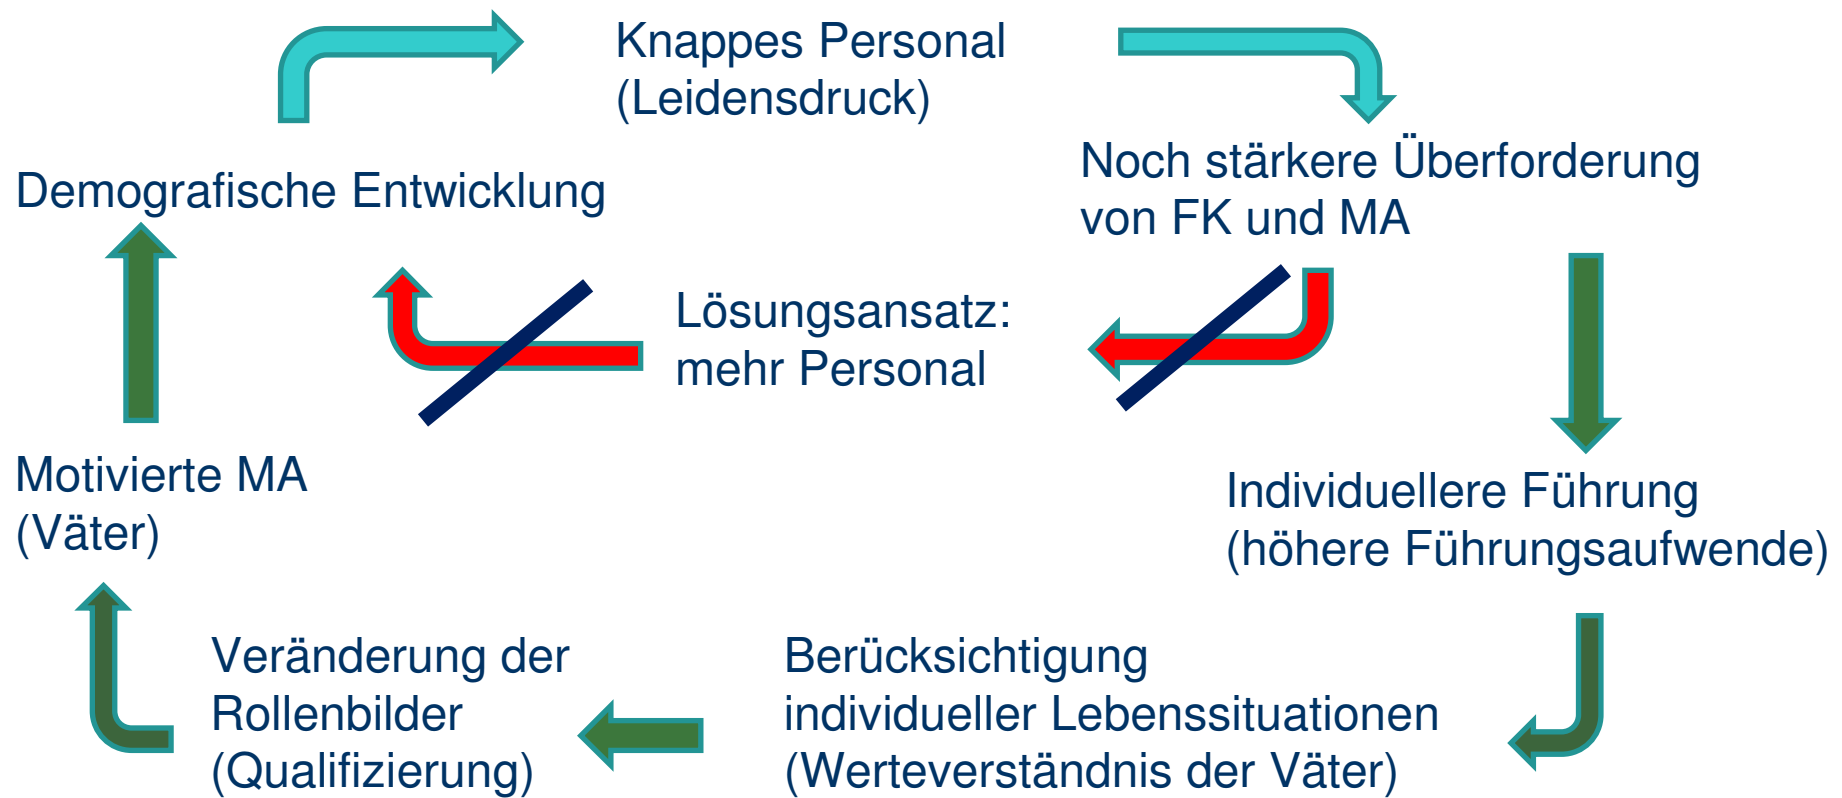 Knappes Personal
(Leidensdruck)
Noch stärkere Überforderung
von FK und MA
Demografische Entwicklung
Lösungsansatz:
mehr Personal
Motivierte MA
(Väter)
Individuellere Führung
(höhere Führungsaufwende)
Veränderung der
Rollenbilder
(Qualifizierung)
Berücksichtigung
individueller Lebenssituationen
(Werteverständnis der Väter)